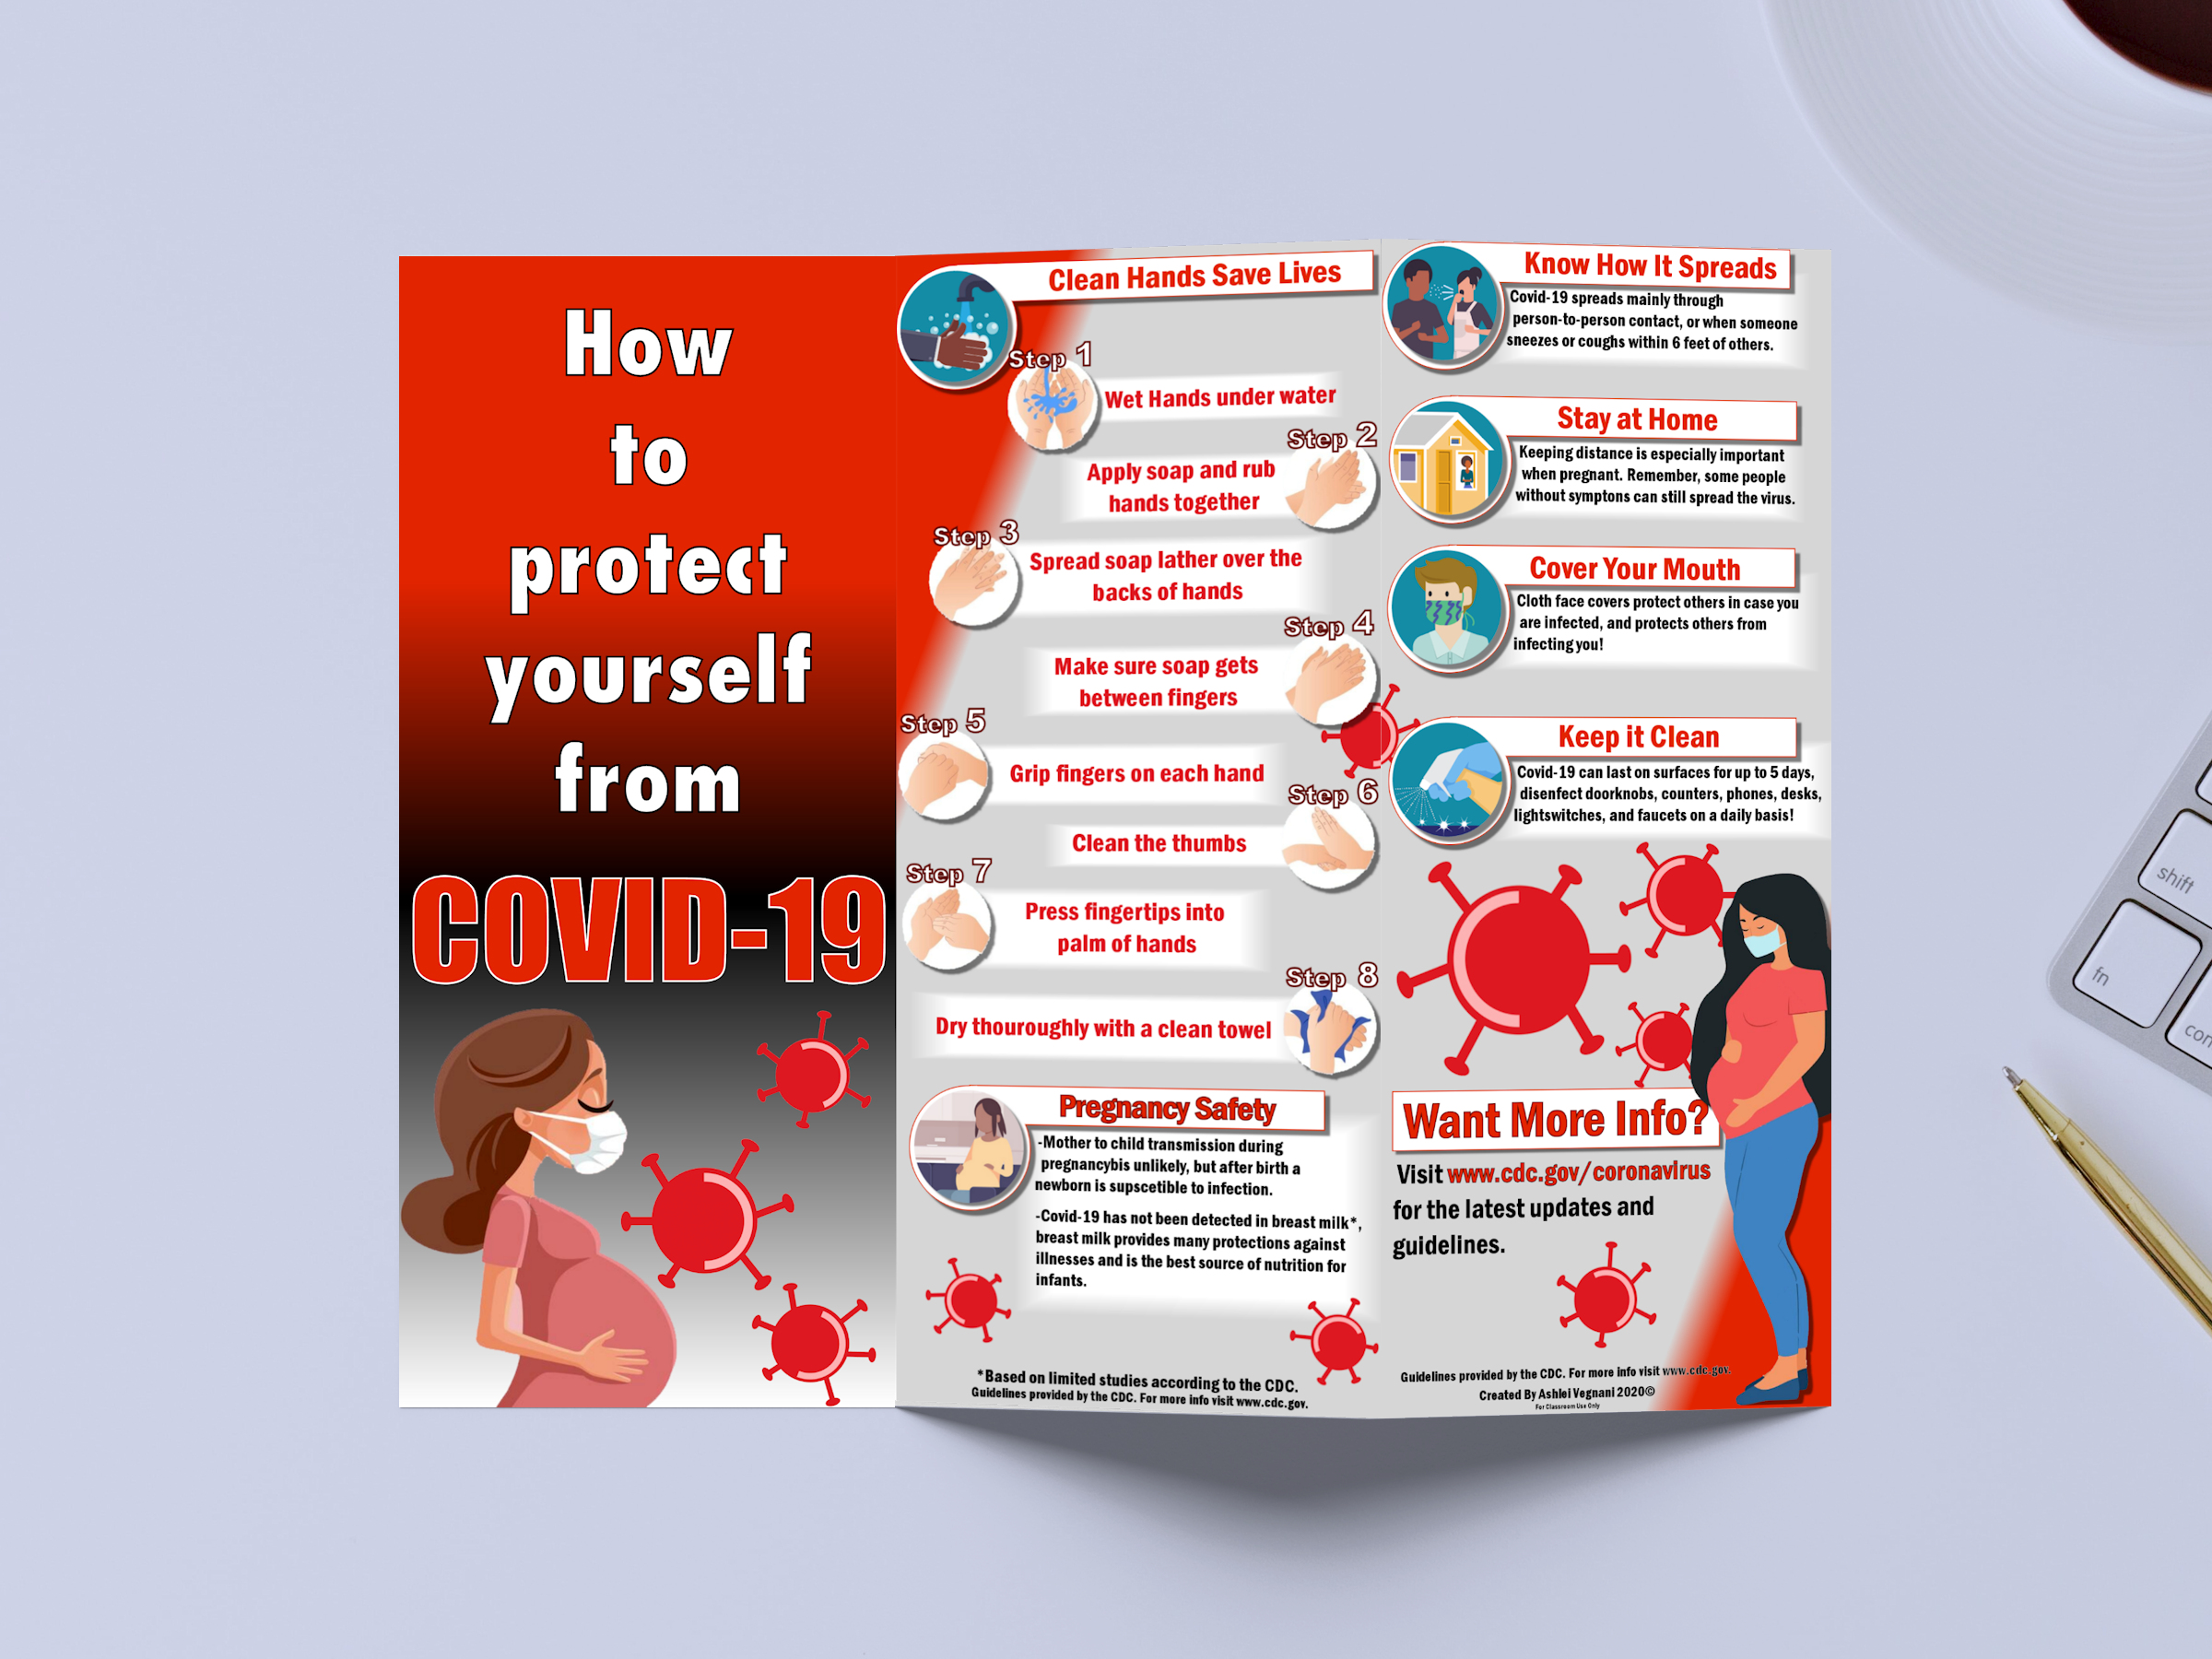 How
to
protect
yourself
from
COVID-19
Clean Hands Save Lives
Step 1
Wet Hands under water
Step 2
Apply soap and rub
hands together
Step 3
Spread soap lather over the
backs of hands
Step 4
Make sure soap gets
between fingers
Step 5
Grip fingers on each hand
Step 6
Clean the thumbs
Step 7
Press fingertips into
palm of hands
Step 8
Dry thouroughly with a clean towel
Pregnancy Safety
-Mother to child transmission during
pregnancybis unlikely, but after birth a
newborn is supscetible to infection.
-Covid-19 has not been detected in breast milk*,
breast milk provides many protections against
illnesses and is the best source of nutrition for
infants.
*Based on limited studies according to the CDC.
Guidelines provided by the CDC. For more info visit www.cdc.gov.
Know How It Spreads
Covid-19 spreads mainly through
person-to-person contact, or when someone
sneezes or coughs within 6 feet of others.
Stay at Home
Keeping distance is especially important
when pregnant. Remember, some people
without symptons can still spread the virus.
Cover Your Mouth
Cloth face covers protect others in case you
are infected, and protects others from
infecting you!
Keep it Clean
Covid-19 can last on surfaces for up to 5 days,
disenfect doorknobs, counters, phones, desks,
lightswitches, and faucets on a daily basis!
Want More Info?
Visit www.cdc.gov/coronavirus
for the latest updates and
guidelines.
Guidelines provided by the CDC. For more info visit www.cdc.gov.
Created By Ashlei Vegnani 2020©
For Classroom Use Only
shift
fn
con